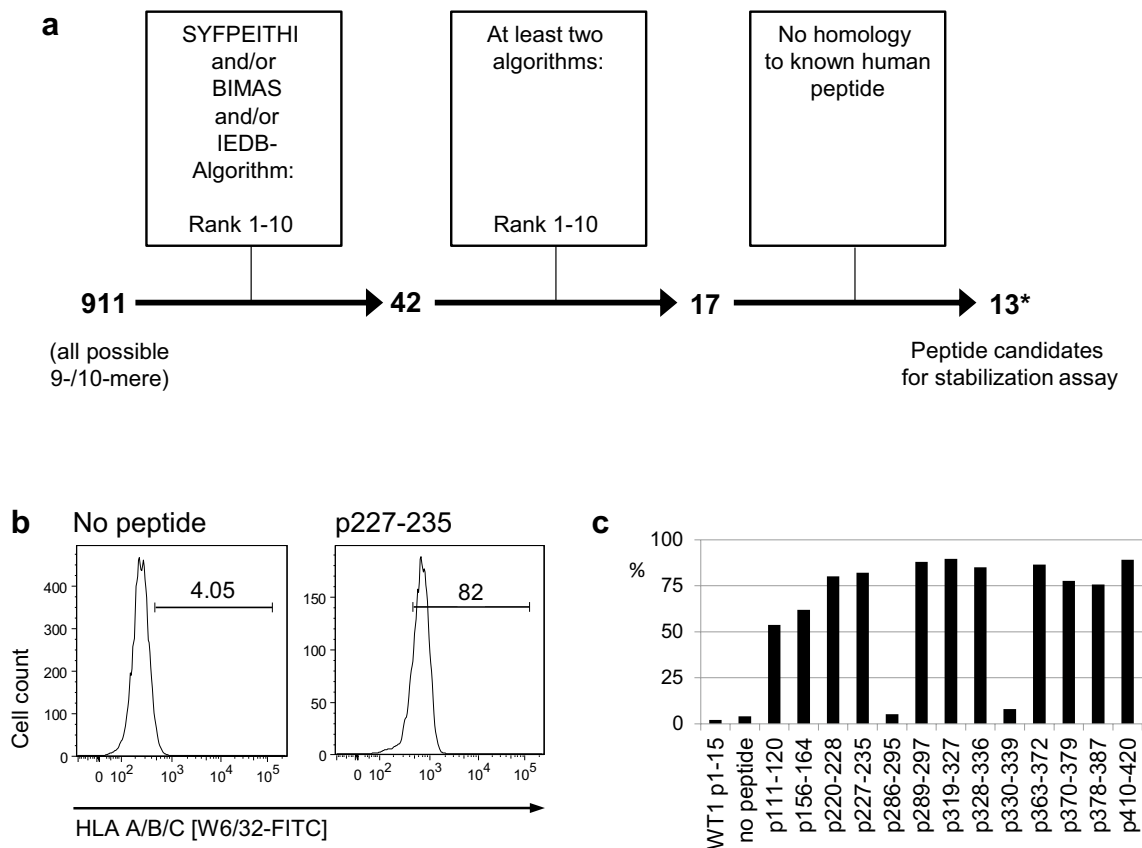 a
SYFPEITHI
and/or
BIMAS
and/or
IEDB-
Algorithm:
Rank 1-10
At least two
algorithms:
Rank 1-10
No homology
to known human
peptide
911
42
17
13*
(all possible
9-/10-mere)
Peptide candidates
for stabilization assay
b
No peptide
p227-235
Cell count
400
300
200
100
0
4.05
0 10² 10³ 10⁴ 10⁵
150
100
50
0
82
0 10² 10³ 10⁴ 10⁵
HLA A/B/C [W6/32-FITC]
c
%
100
75
50
25
0
WT1 p1-15
no peptide
p111-120
p156-164
p220-228
p227-235
p286-295
p289-297
p319-327
p328-336
p330-339
p363-372
p370-379
p378-387
p410-420